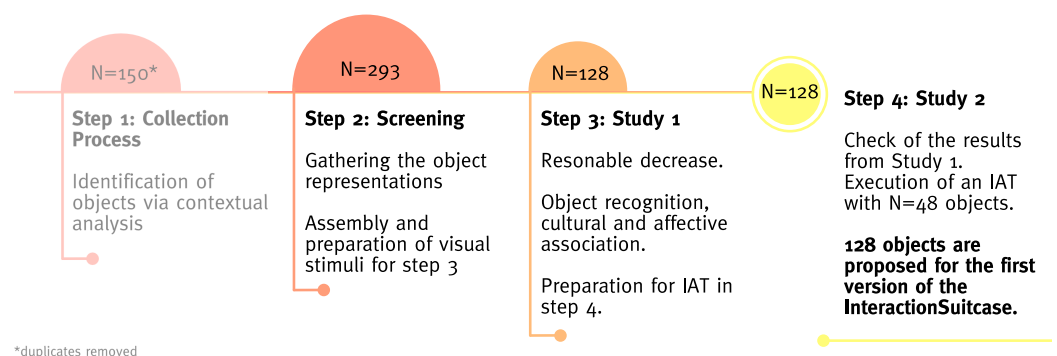 N=150*
Step 1: Collection
Process
Identification of
objects via contextual
analysis
N=293
Step 2: Screening
Gathering the object
representations
Assembly and
preparation of visual
stimuli for step 3
N=128
Step 3: Study 1
Resonable decrease.
Object recognition,
cultural and affective
association.
Preparation for IAT in
step 4.
N=128
Step 4: Study 2
Check of the results
from Study 1.
Execution of an IAT
with N=48 objects.
128 objects are
proposed for the first
version of the
InteractionSuitcase.
*duplicates removed